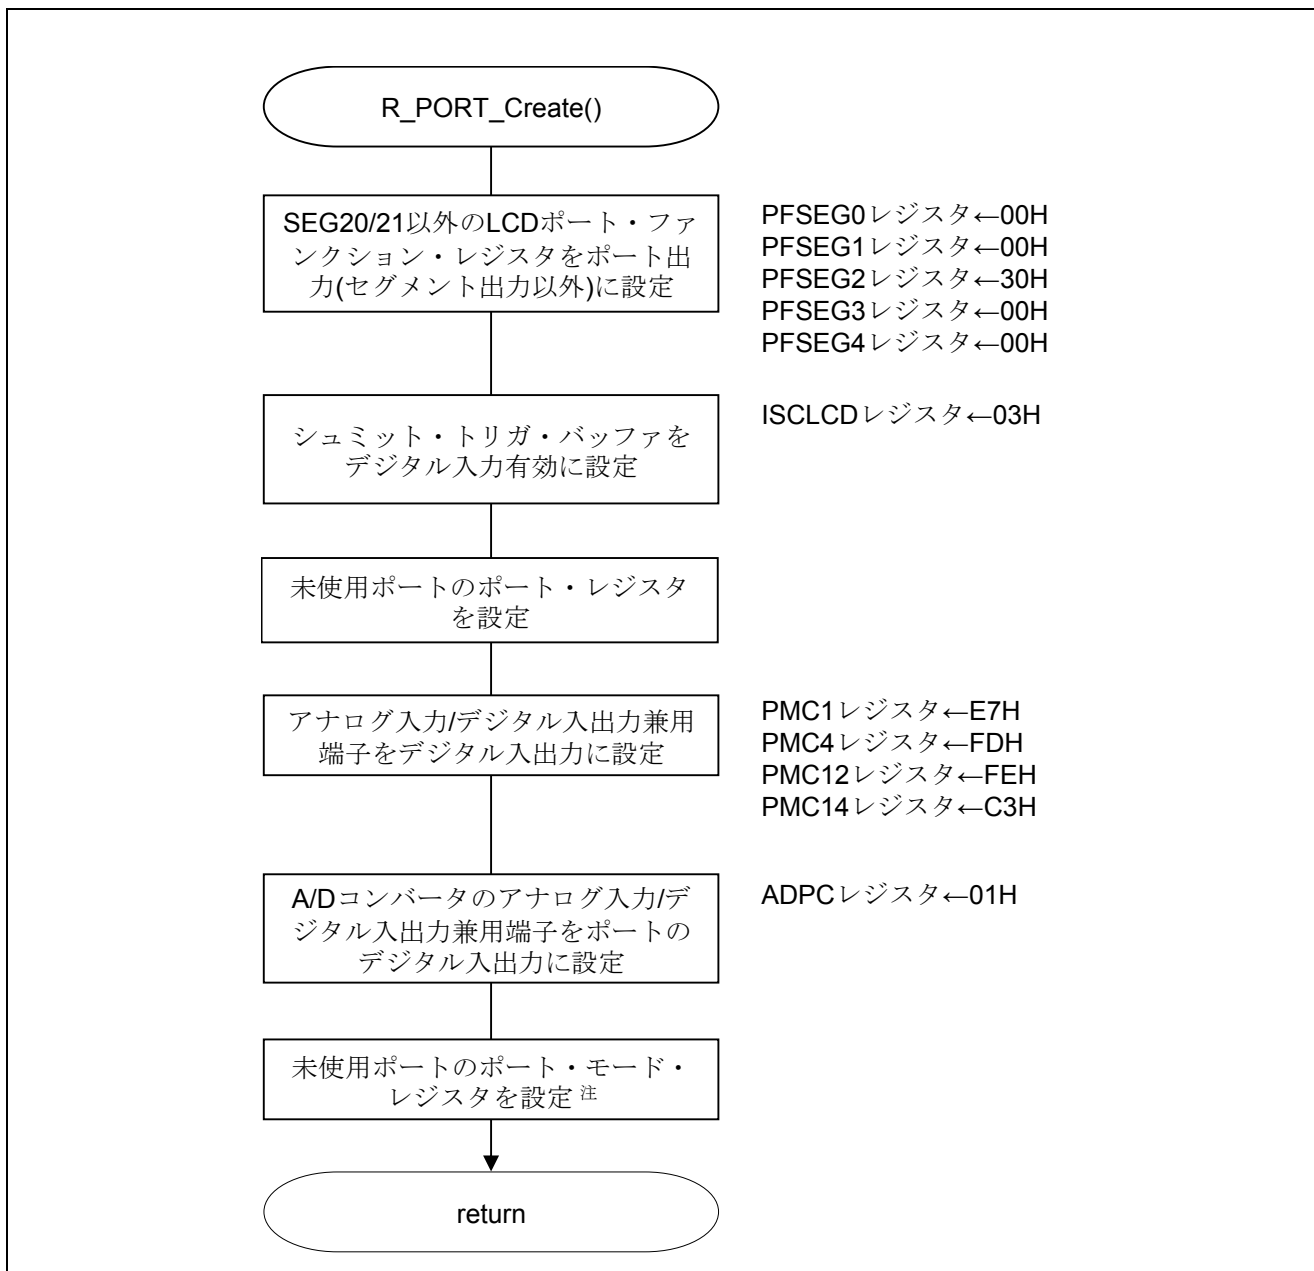 R_PORT_Create()
SEG20/21以外のLCDポート・ファ
ンクション・レジスタをポート出
力(セグメント出力以外)に設定
PFSEG0レジスタ←00H
PFSEG1レジスタ←00H
PFSEG2レジスタ←30H
PFSEG3レジスタ←00H
PFSEG4レジスタ←00H
シュミット・トリガ・バッファを
デジタル入力有効に設定
ISCLCDレジスタ←03H
未使用ポートのポート・レジスタ
を設定
アナログ入力/デジタル入出力兼用
端子をデジタル入出力に設定
PMC1レジスタ←E7H
PMC4レジスタ←FDH
PMC12レジスタ←FEH
PMC14レジスタ←C3H
A/Dコンバータのアナログ入力/デ
ジタル入出力兼用端子をポートの
デジタル入出力に設定
ADPCレジスタ←01H
未使用ポートのポート・モード・
レジスタを設定 注
return